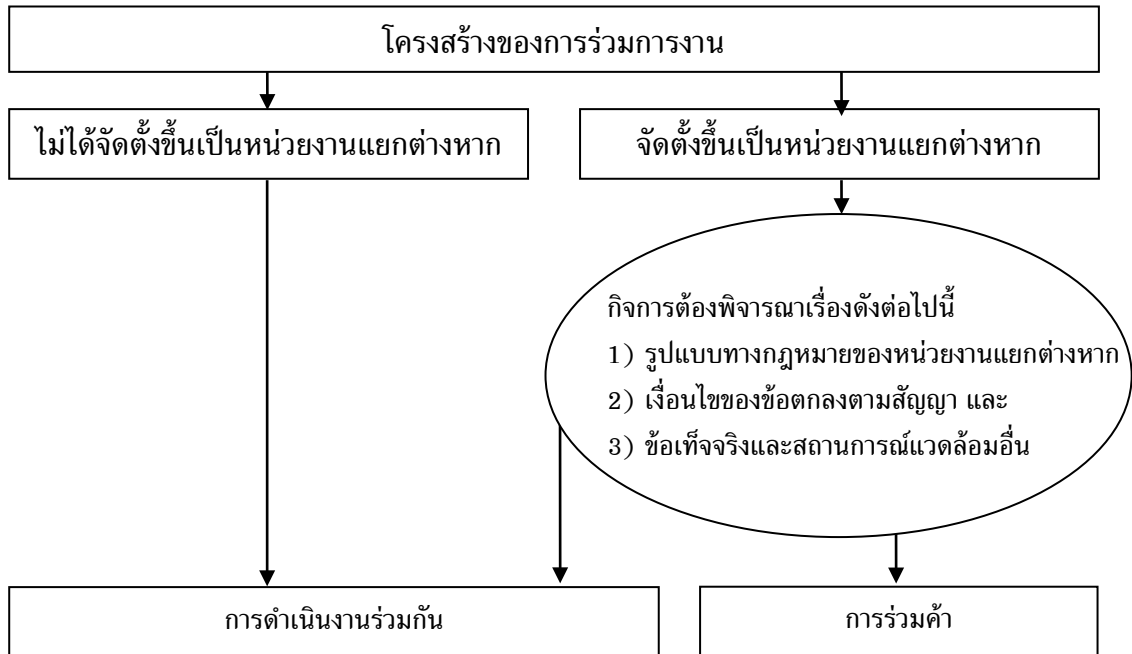 โครงสร้างของการร่วมการงาน
ไม่ได้จัดตั้งขึ้นเป็นหน่วยงานแยกต่างหาก
จัดตั้งขึ้นเป็นหน่วยงานแยกต่างหาก
กิจการต้องพิจารณาเรื่องดังต่อไปนี้
1) รูปแบบทางกฎหมายของหน่วยงานแยกต่างหาก
2) เงื่อนไขของข้อตกลงตามสัญญา และ
3) ข้อเท็จจริงและสถานการณ์แวดล้อมอื่น
การดำเนินงานร่วมกัน
การร่วมค้า